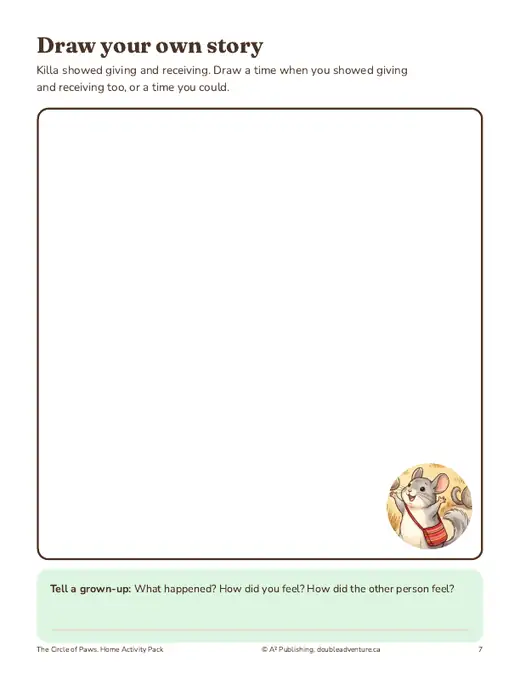 Draw your own story
Killa showed giving and receiving. Draw a time when you showed giving
and receiving too, or a time you could.
Tell a grown-up: What happened? How did you feel? How did the other person feel?
The Circle of Paws. Home Activity Pack
© A² Publishing, doubleadventure.ca
7